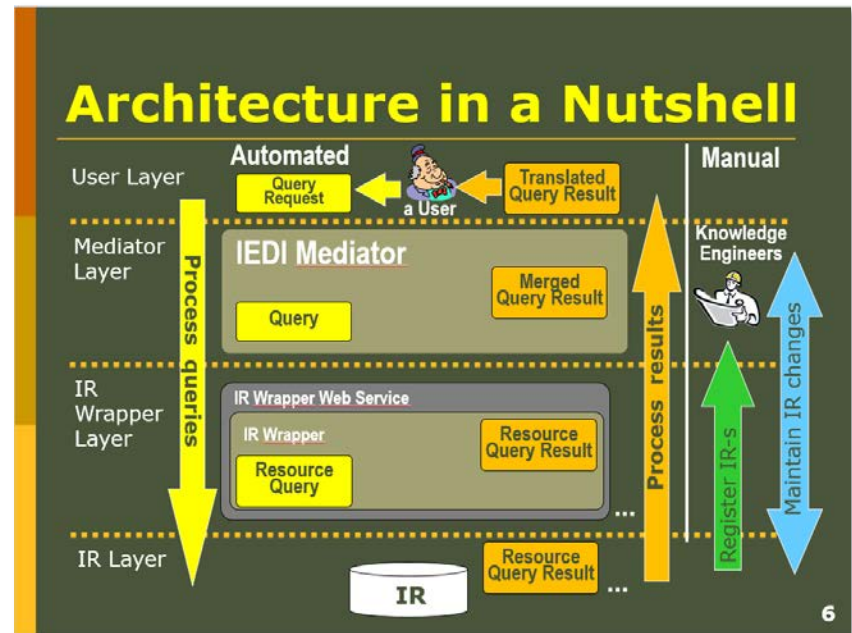 Architecture in a Nutshell
Automated
Manual
User Layer
Query
Request
a User
Translated
Query Result
Mediator
Layer
IEDI Mediator
Query
Merged
Query Result
Knowledge
Engineers
Process queries
IR
Wrapper
Layer
IR Wrapper Web Service
IR Wrapper
Resource
Query
Resource
Query Result
...
Process results
Register IR-s
Maintain IR changes
IR Layer
IR
Resource
Query Result
...
6